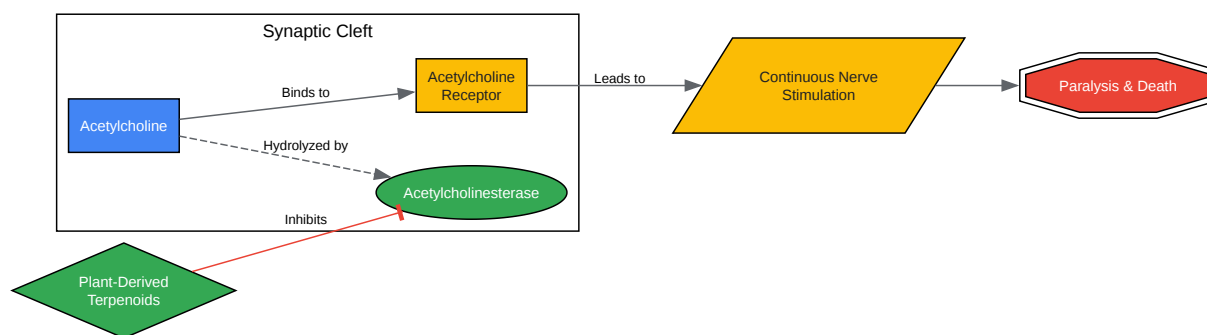 Synaptic Cleft
Acetylcholine
Binds to
Acetylcholine
Receptor
Leads to
Continuous Nerve
Stimulation
Paralysis & Death
Hydrolyzed by
Acetylcholinesterase
Inhibits
Plant-Derived
Terpenoids